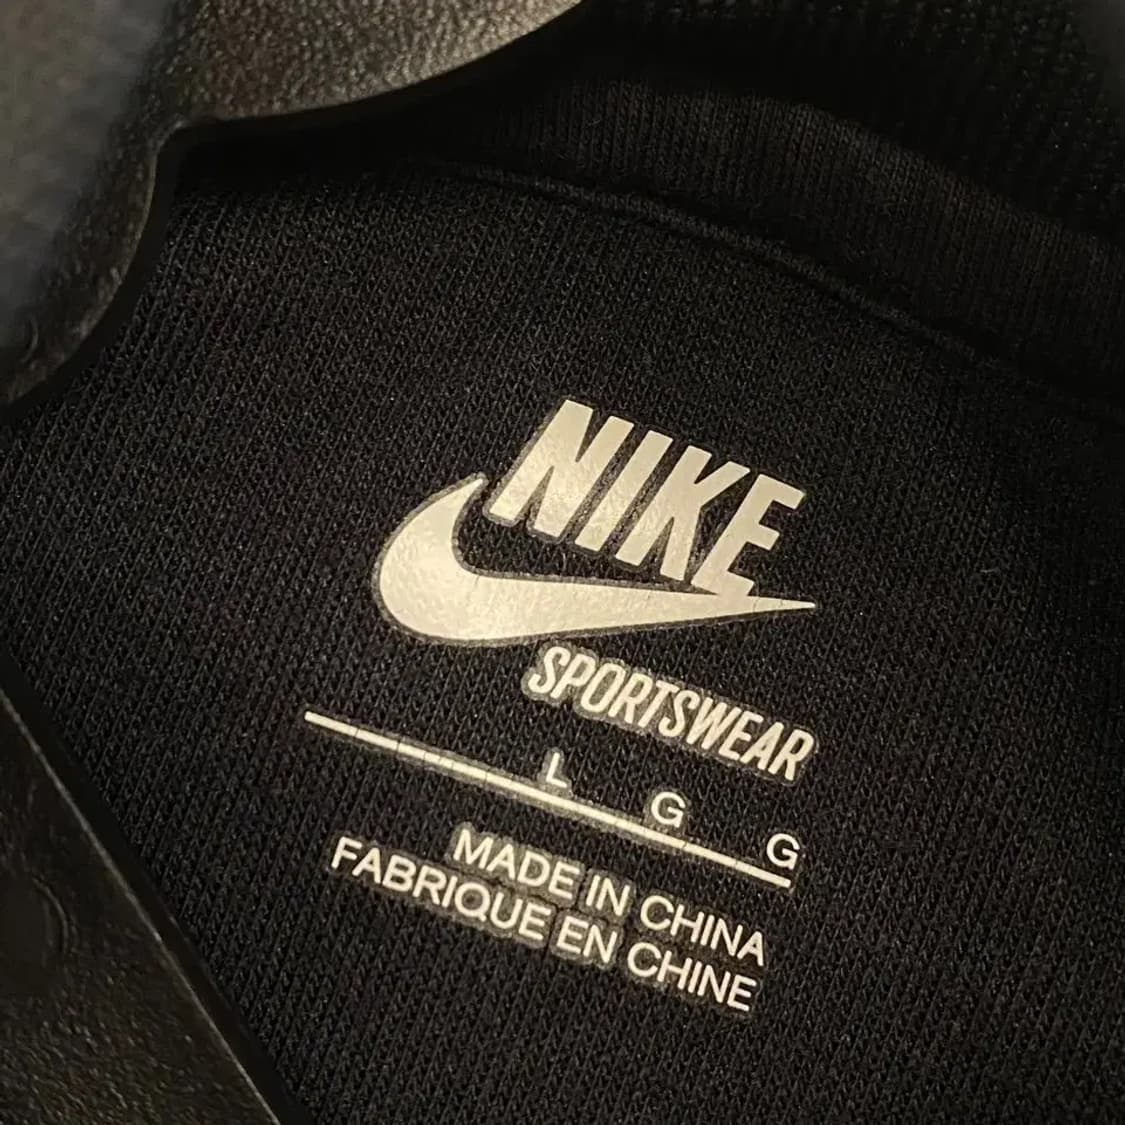 NIKE
SPORTSWEAR
L G G
MADE IN CHINA
FABRIQUE EN CHINE